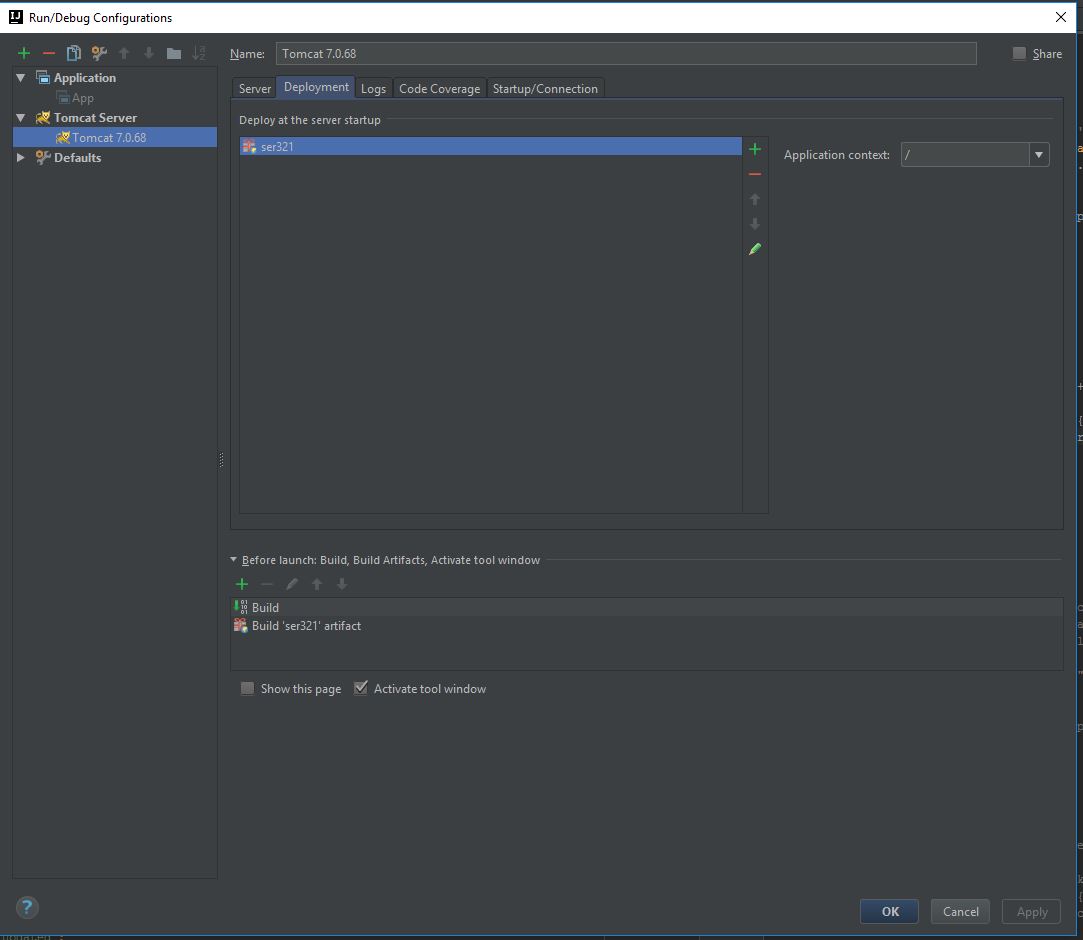 Run/Debug Configurations
Name: Tomcat 7.0.68 Share
Application
App
Tomcat Server
Tomcat 7.0.68
Defaults
Server Deployment Logs Code Coverage Startup/Connection
Deploy at the server startup
ser321
Application context: /
Before launch: Build, Build Artifacts, Activate tool window
Build
Build 'ser321' artifact
Show this page Activate tool window
?
OK Cancel Apply